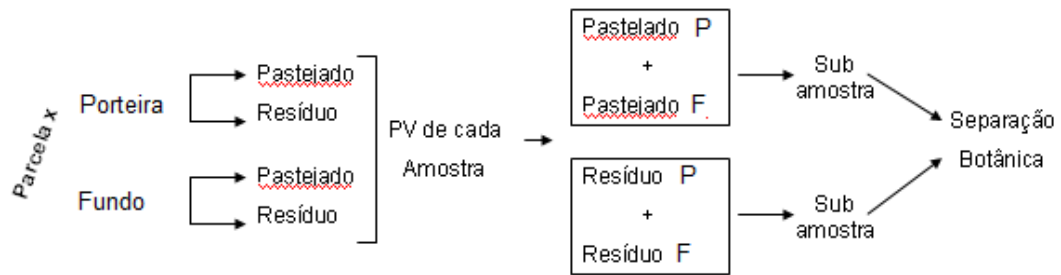 Parcela x
Porteira
Pastejado
Resíduo
Fundo
Pastejado
Resíduo
PV de cada
Amostra
Pastelado P
+
Pastejado F.
Resíduo P
+
Resíduo F
Sub
amostra
Sub
amostra
Separação
Botânica